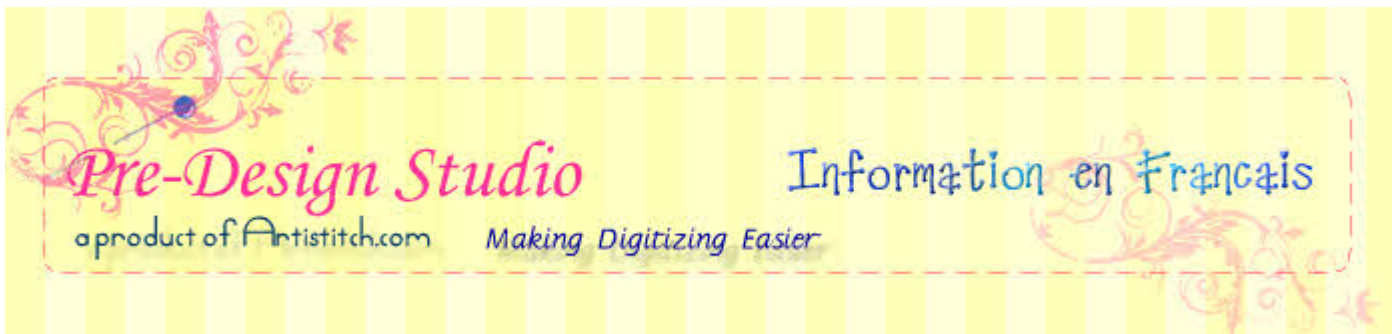 Pre-Design Studio
Information en Francais
a product of Artistitch.com
Making Digitizing Easier